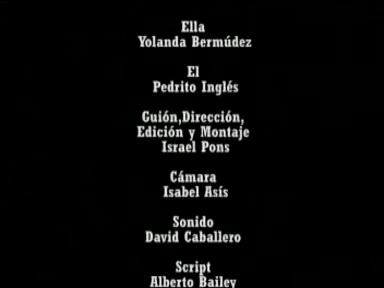 Ella
Yolanda Bermúdez
El
Pedrito Inglés
Guión,Dirección,
Edición y Montaje
Israel Pons
Cámara
Isabel Asís
Sonido
David Caballero
Script
Alberto Bailey